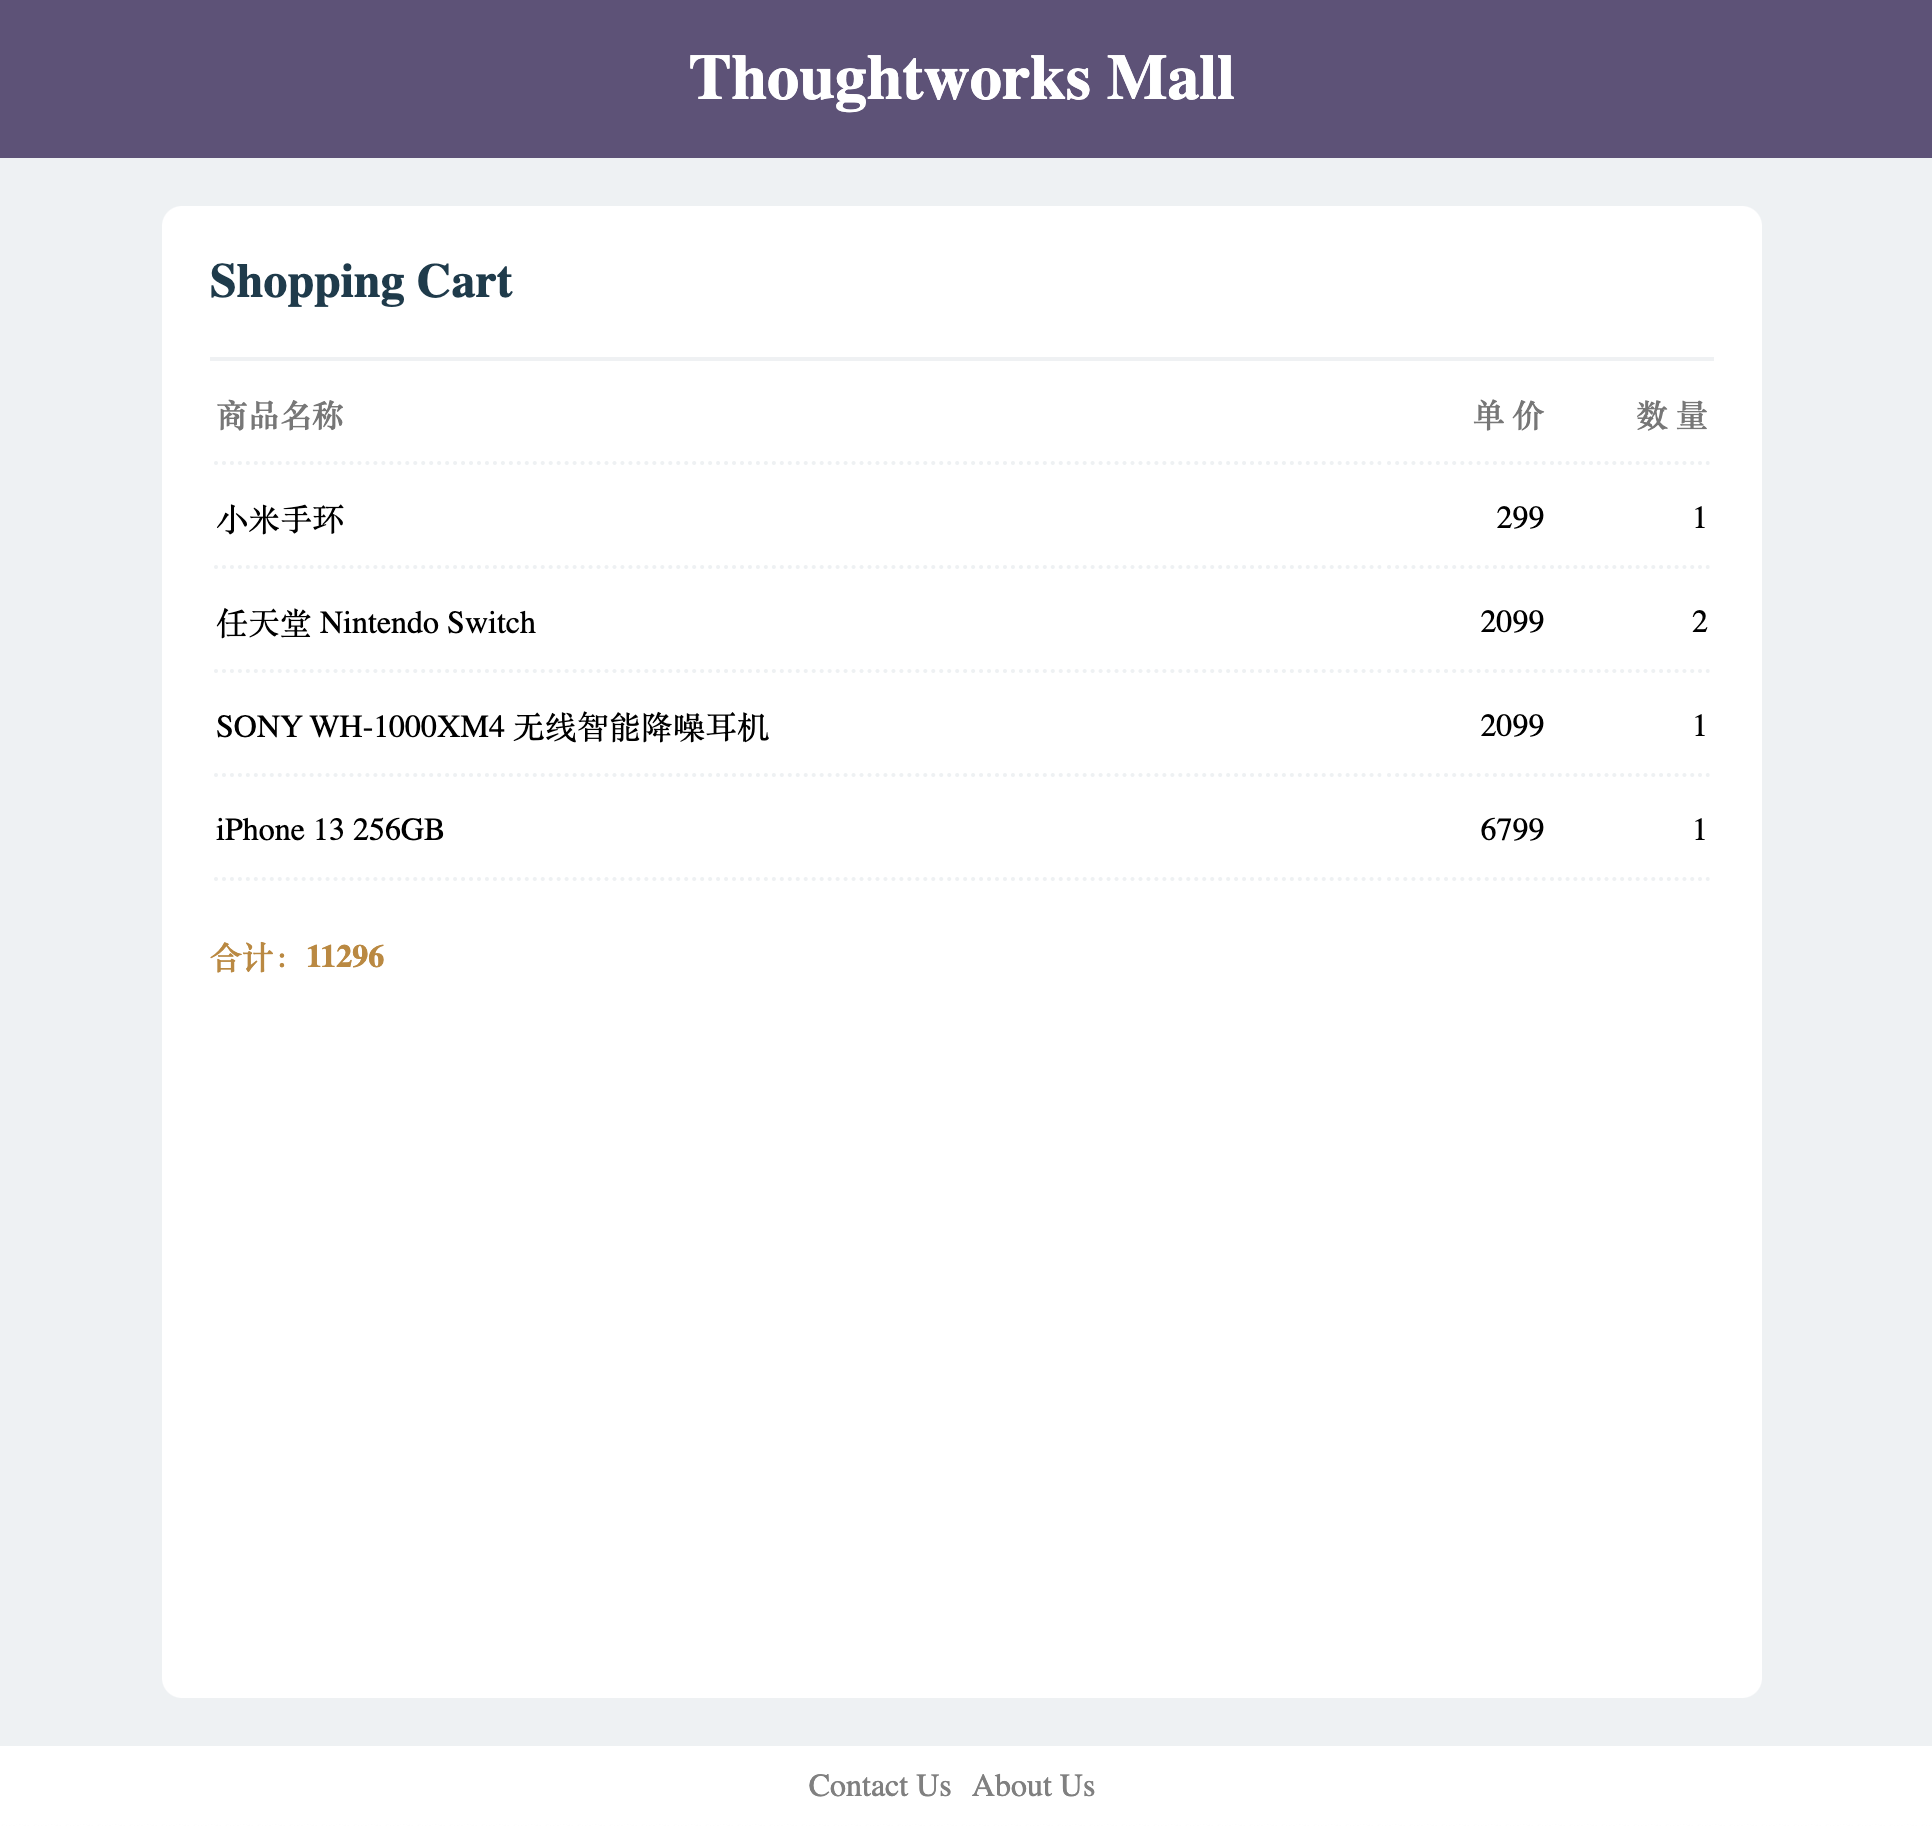 Thoughtworks Mall
Shopping Cart
商品名称 单 价 数 量
小米手环 299 1
任天堂 Nintendo Switch 2099 2
SONY WH-1000XM4 无线智能降噪耳机 2099 1
iPhone 13 256GB 6799 1
合计：11296
Contact Us About Us